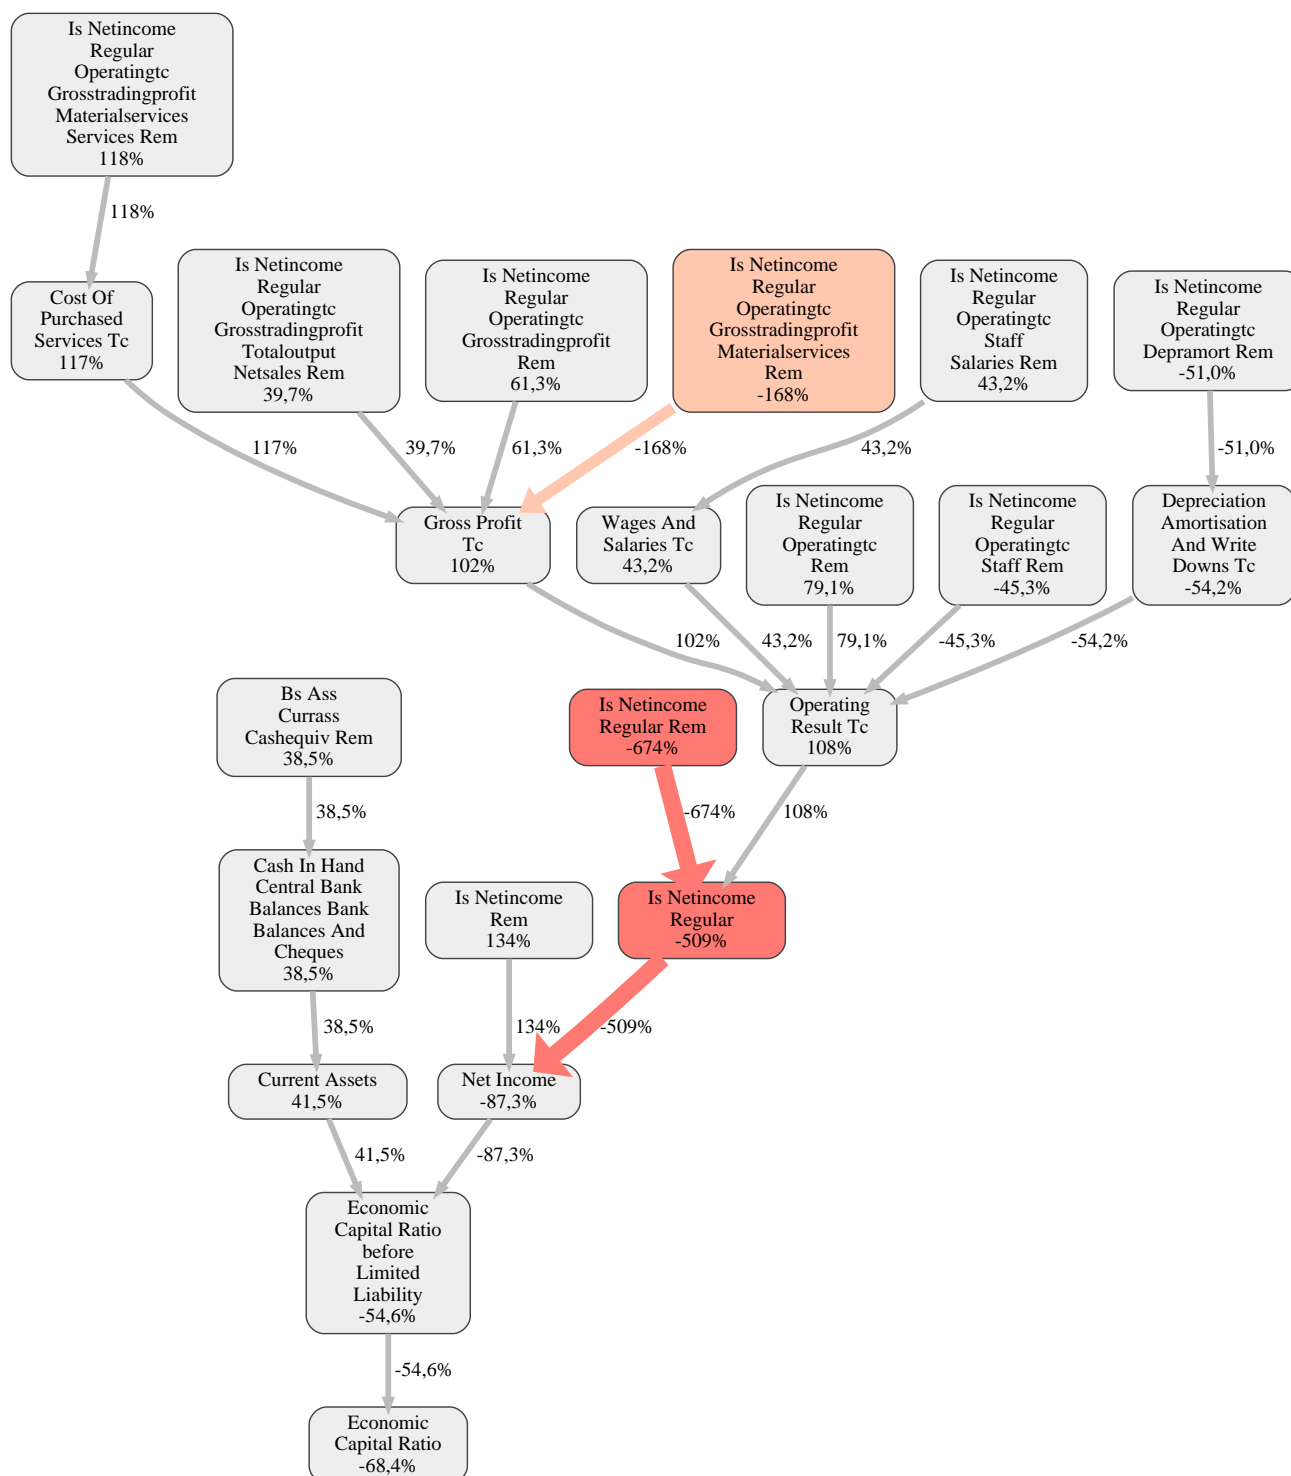 Is Netincome
Regular
Operatingtc
Grosstradingprofit
Materialservices
Services Rem
118%
118%
Cost Of
Purchased
Services Tc
117%
Is Netincome
Regular
Operatingtc
Grosstradingprofit
Totaloutput
Netsales Rem
39,7%
Is Netincome
Regular
Operatingtc
Grosstradingprofit
Rem
61,3%
Is Netincome
Regular
Operatingtc
Grosstradingprofit
Materialservices
Rem
-168%
Is Netincome
Regular
Operatingtc
Staff
Salaries Rem
43,2%
Is Netincome
Regular
Operatingtc
Depramort Rem
-51,0%
117%
39,7%
61,3%
-168%
43,2%
-51,0%
Gross Profit
Tc
102%
Wages And
Salaries Tc
43,2%
Is Netincome
Regular
Operatingtc
Rem
79,1%
Is Netincome
Regular
Operatingtc
Staff Rem
-45,3%
Depreciation
Amortisation
And Write
Downs Tc
-54,2%
102%
43,2%
79,1%
-45,3%
-54,2%
Bs Ass
Currass
Cashequiv Rem
38,5%
Is Netincome
Regular Rem
-674%
Operating
Result Tc
108%
38,5%
-674%
108%
Cash In Hand
Central Bank
Balances Bank
Balances And
Cheques
38,5%
Is Netincome
Rem
134%
Is Netincome
Regular
-509%
38,5%
134%
-509%
Current Assets
41,5%
Net Income
-87,3%
41,5%
-87,3%
Economic
Capital Ratio
before
Limited
Liability
-54,6%
-54,6%
Economic
Capital Ratio
-68,4%